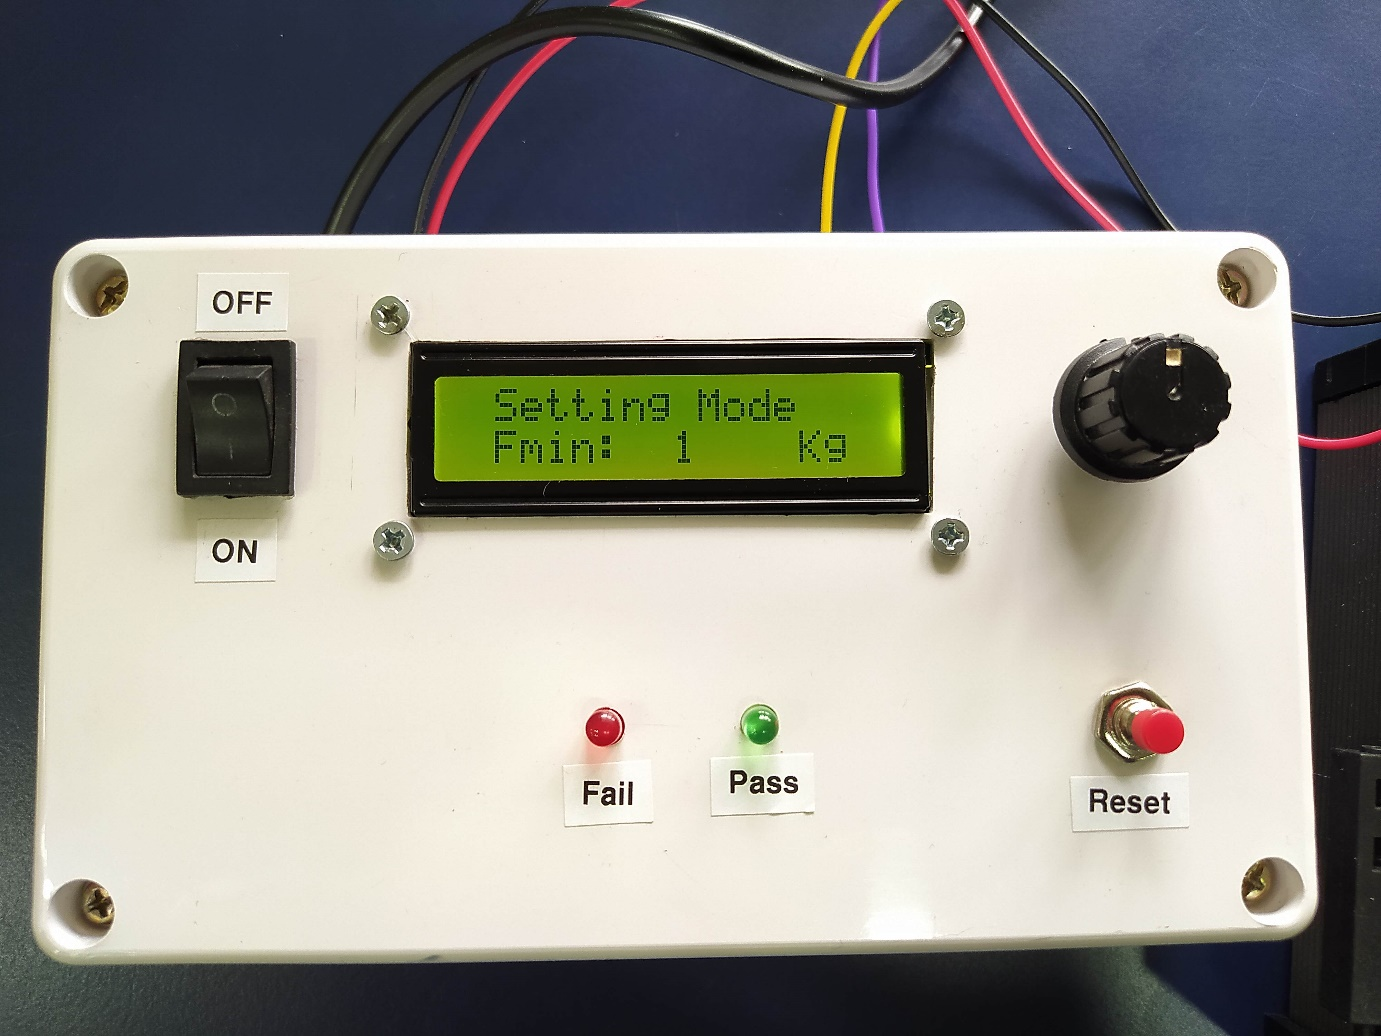 OFF
ON
Setting Mode
Fmin: 1 Kg
Fail
Pass
Reset